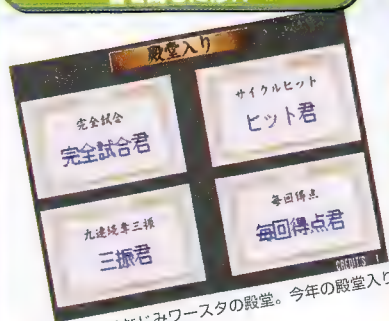 殿堂入り
完全試合
完全試合君
サイクルヒット
ヒット君
九連続奪三振
三振君
毎回得点
毎回得点君
CREDITS 1
じみワースタの殿堂。今年の殿堂入り